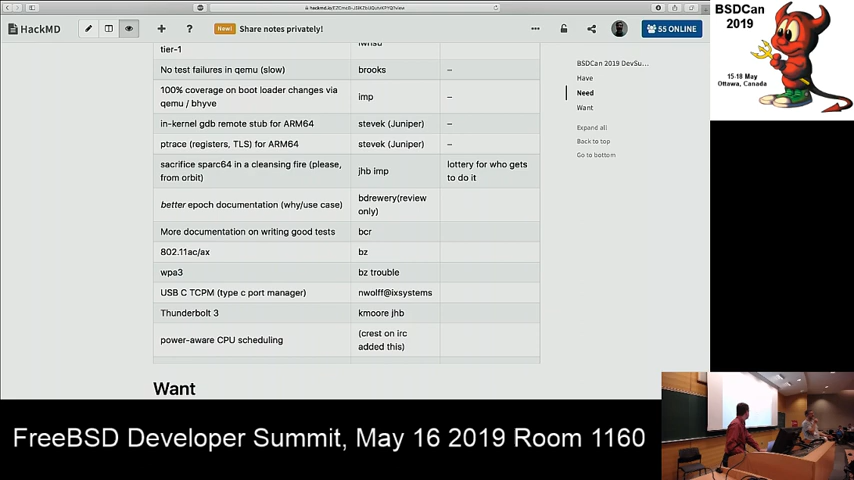 HackMD
?
New!
Share notes privately!
55 ONLINE
BSDCan
2019
15-18 May
Ottawa, Canada
BSDCan 2019 DevSu...
Have
Need
Want
Expand all
Back to top
Go to bottom
tier-1
No test failures in qemu (slow) brooks –
100% coverage on boot loader changes via
qemu / bhyve
imp –
in-kernel gdb remote stub for ARM64 stevek (Juniper) –
ptrace (registers, TLS) for ARM64 stevek (Juniper) –
sacrifice sparc64 in a cleansing fire (please,
from orbit)
jhb imp
lottery for who gets
to do it
better epoch documentation (why/use case)
bdrewery(review
only)
More documentation on writing good tests bcr
802.11ac/ax bz
wpa3 bz trouble
USB C TCPM (type c port manager) nwolff@ixsystems
Thunderbolt 3 kmoore jhb
power-aware CPU scheduling
(crest on irc
added this)
Want
FreeBSD Developer Summit, May 16 2019 Room 1160